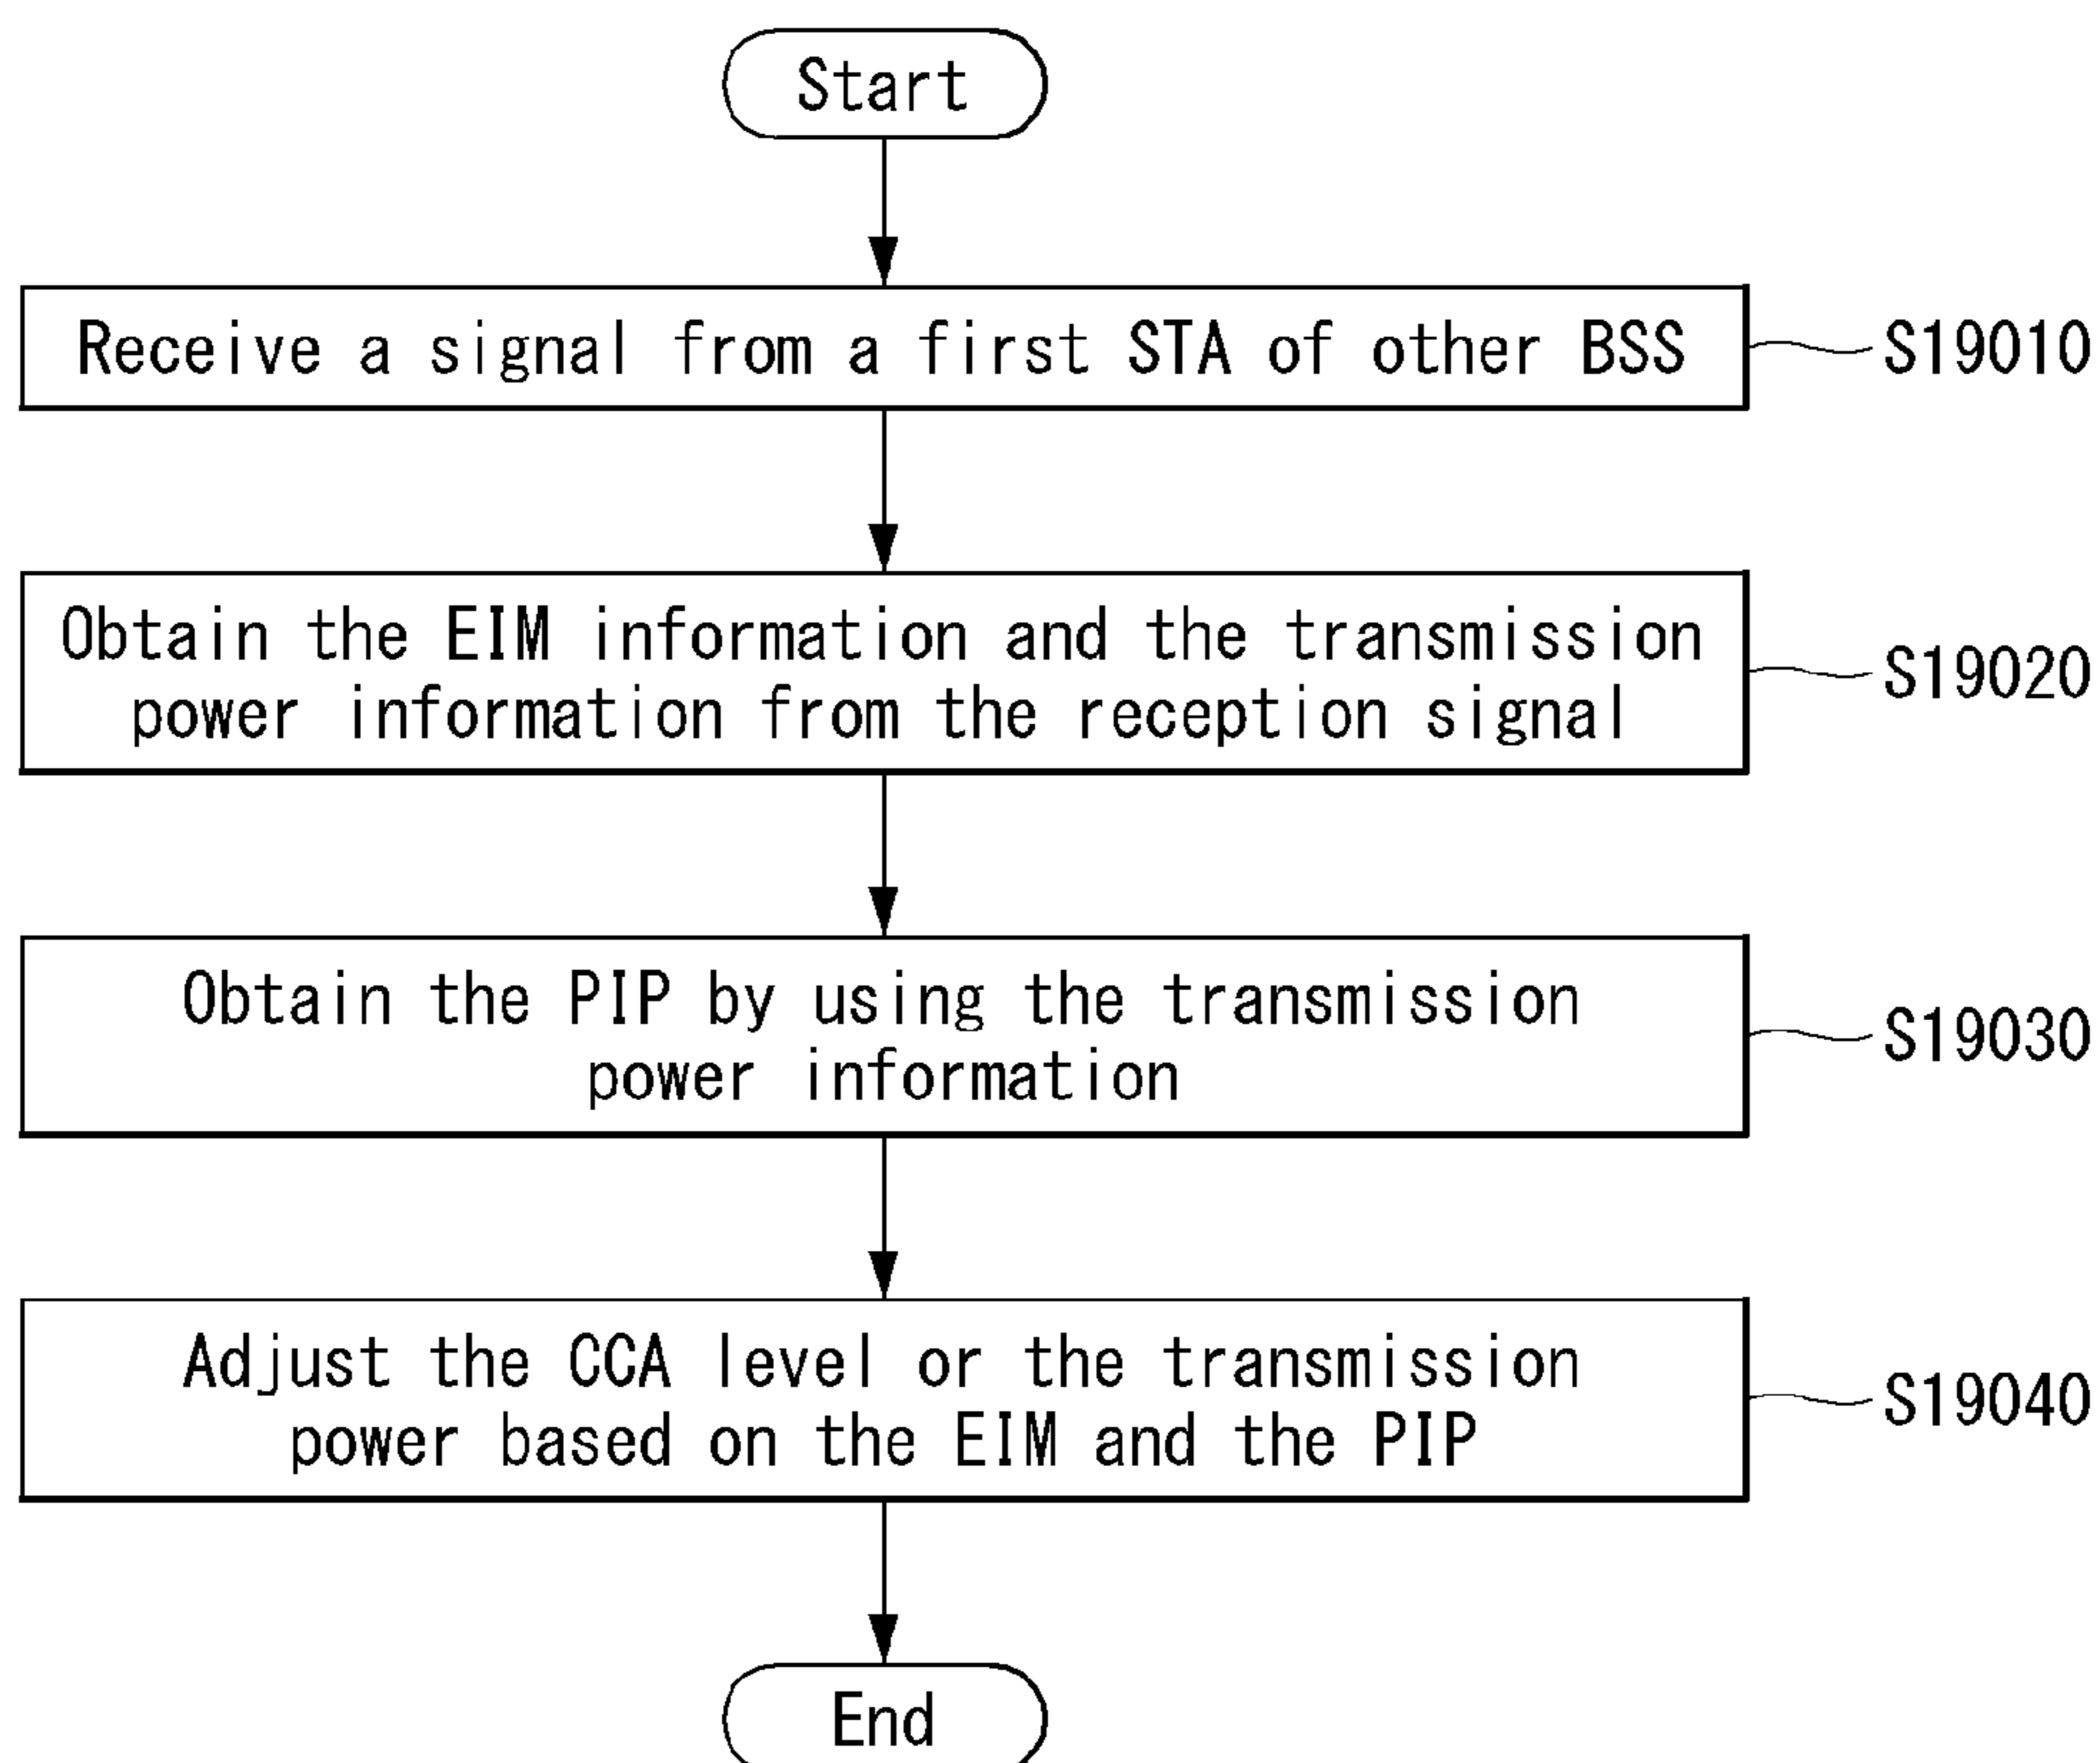 Start
Receive a signal from a first STA of other BSS
S19010
Obtain the EIM information and the transmission
power information from the reception signal
S19020
Obtain the PIP by using the transmission
power information
S19030
Adjust the CCA level or the transmission
power based on the EIM and the PIP
S19040
End